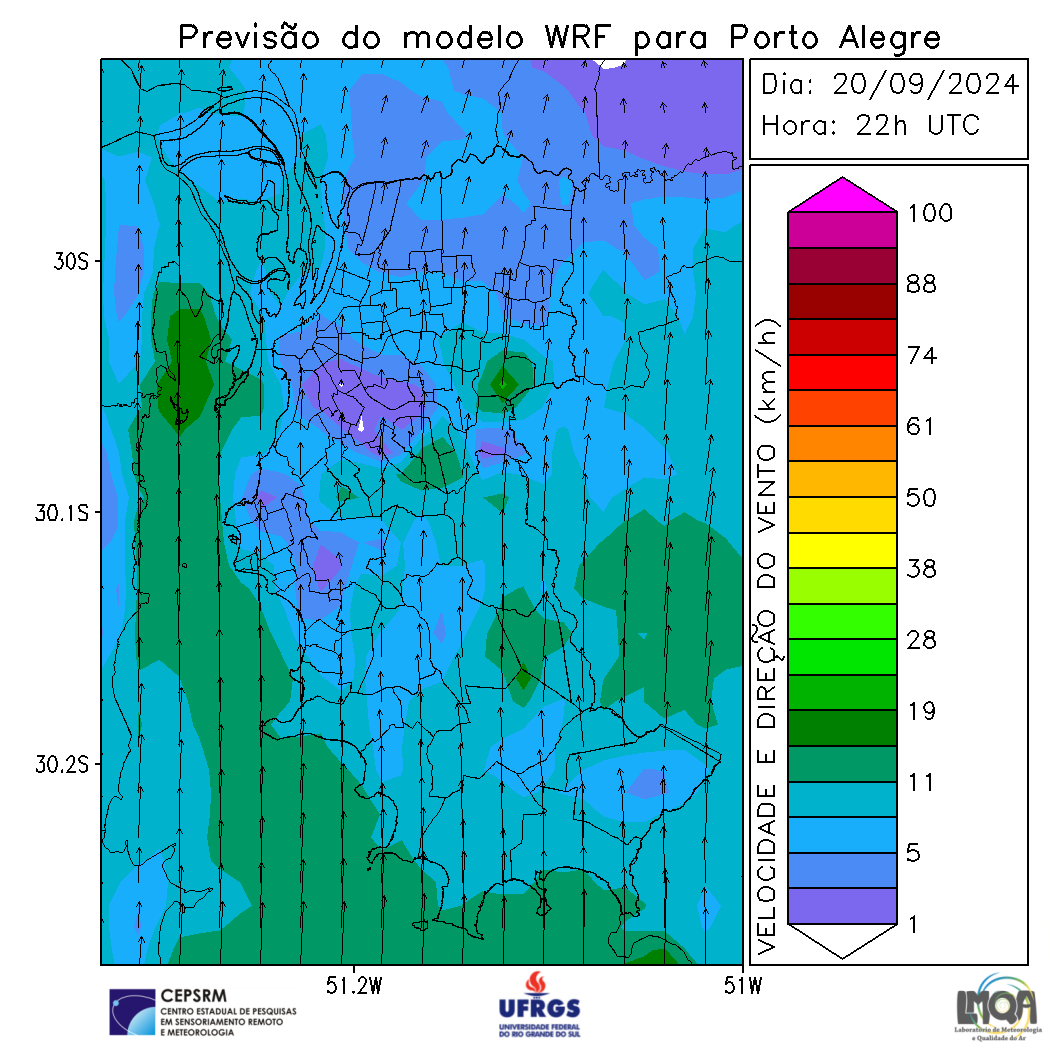 Previsão do modelo WRF para Porto Alegre
Dia: 20/09/2024
Hora: 22h UTC
30S
30.1S
30.2S
51.2W
51W
VELOCIDADE E DIREÇÃO DO VENTO (km/h)
100
88
74
61
50
38
28
19
11
5
1
CEPSRM
CENTRO ESTADUAL DE PESQUISAS
EM SENSORIAMENTO REMOTO
E METEOROLOGIA
UFRGS
UNIVERSIDADE FEDERAL
DO RIO GRANDE DO SUL
LMQA
Laboratório de Meteorologia
e Qualidade do Ar